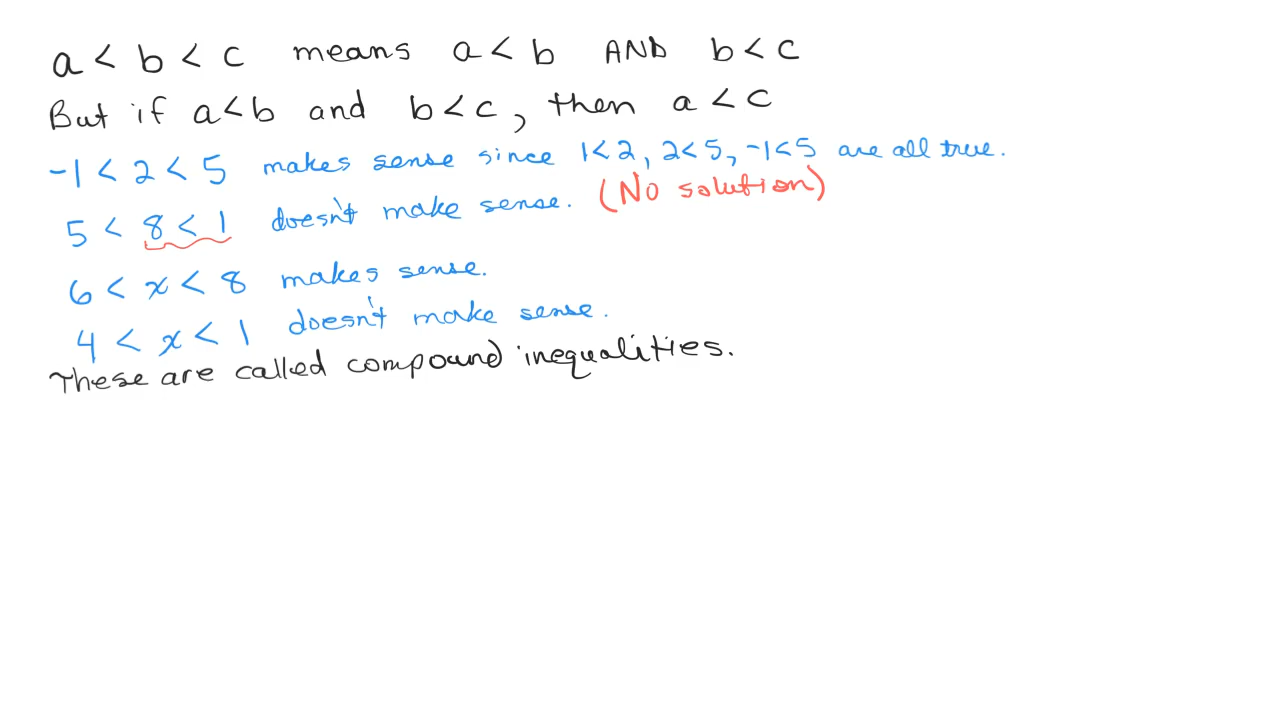 a < b < c means a < b AND b < c
But if a < b and b < c, then a < c
-1 < 2 < 5 makes sense since 1 < 2, 2 < 5, -1 < 5 are all true.
5 < 8 < 1 doesn't make sense. (No solution)
6 < x < 8 makes sense.
4 < x < 1 doesn't make sense.
These are called compound inequalities.